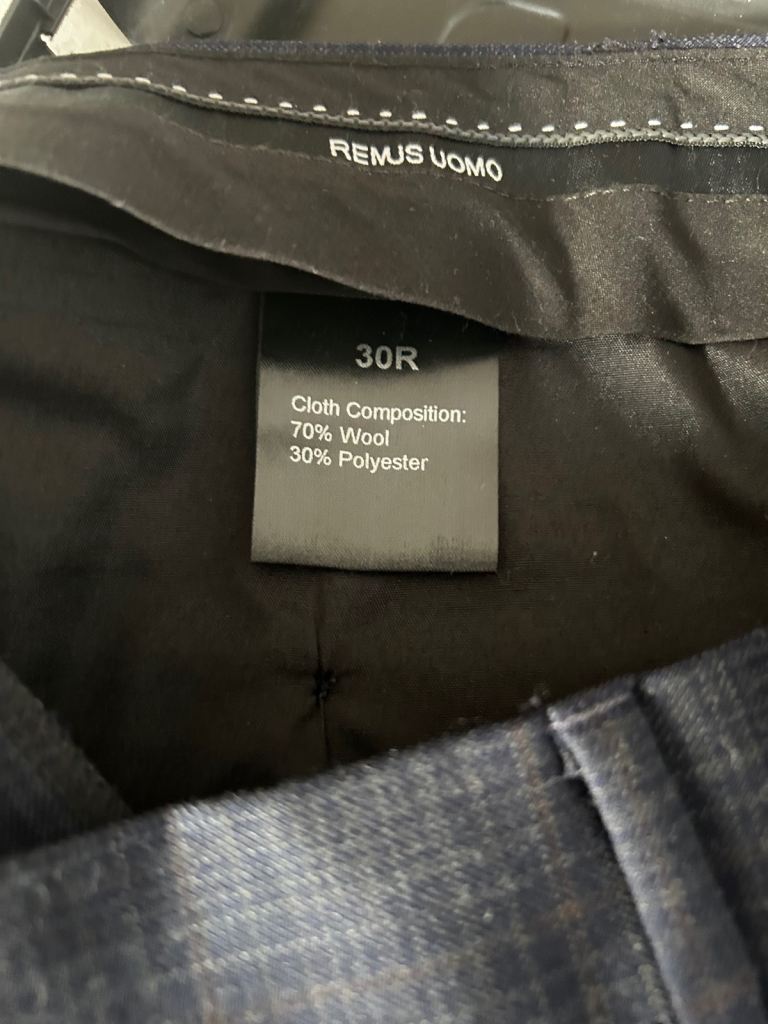 REMUS UOMO
30R
Cloth Composition:
70% Wool
30% Polyester